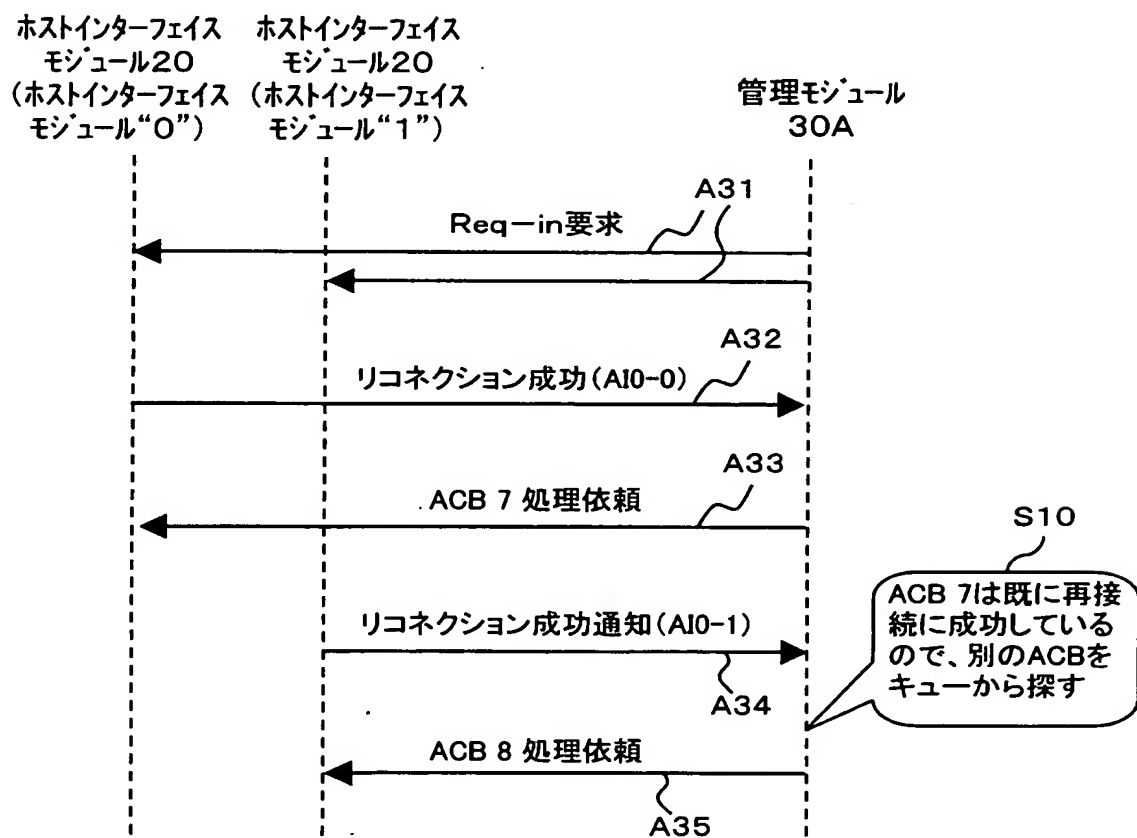 ホストインターフェイス
モジュール20
(ホストインターフェイス
モジュール“0”)
ホストインターフェイス
モジュール20
(ホストインターフェイス
モジュール“1”)
管理モジュール
30A
A31
Req－in要求
A32
リコネクション成功(AI0-0)
A33
ACB 7 処理依頼
S10
ACB 7は既に再接
続に成功している
ので、別のACBを
キューから探す
リコネクション成功通知(AI0-1)
A34
ACB 8 処理依頼
A35